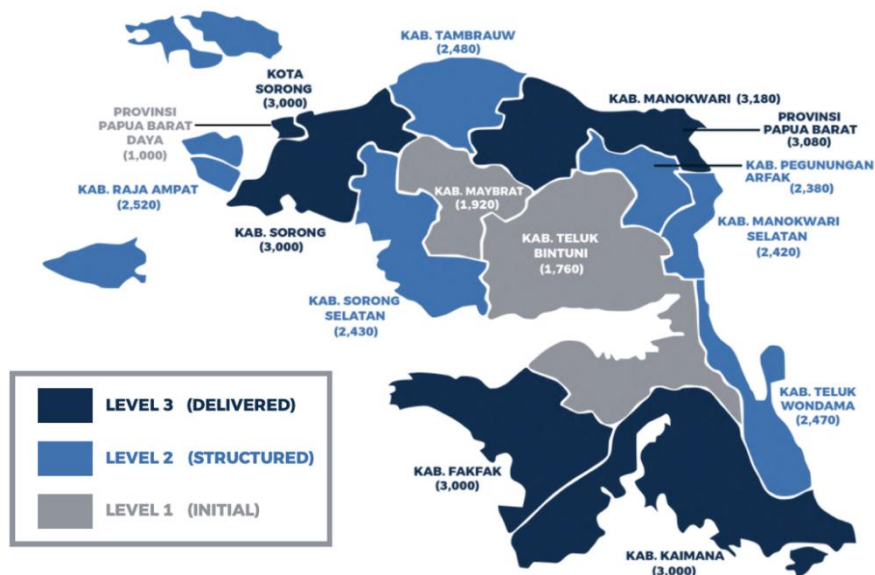 KAB. TAMBRAUW
(2,480)
KOTA
SORONG
(3,000)
KAB. MANOKWARI (3,180)
PROVINSI
PAPUA BARAT
DAYA
(1,000)
PROVINSI
PAPUA BARAT
(3,080)
KAB. PEGUNUNGAN
ARFAK
(2,380)
KAB. RAJA AMPAT
(2,520)
KAB. MAYBRAT
(1,920)
KAB. SORONG
(3,000)
KAB. TELUK
BINTUNI
(1,760)
KAB. MANOKWARI
SELATAN
(2,420)
KAB. SORONG
SELATAN
(2,430)
KAB. TELUK
WONDAMA
(2,470)
LEVEL 3 (DELIVERED)
LEVEL 2 (STRUCTURED)
LEVEL 1 (INITIAL)
KAB. FAKFAK
(3,000)
KAB. KAIMANA
(3,000)